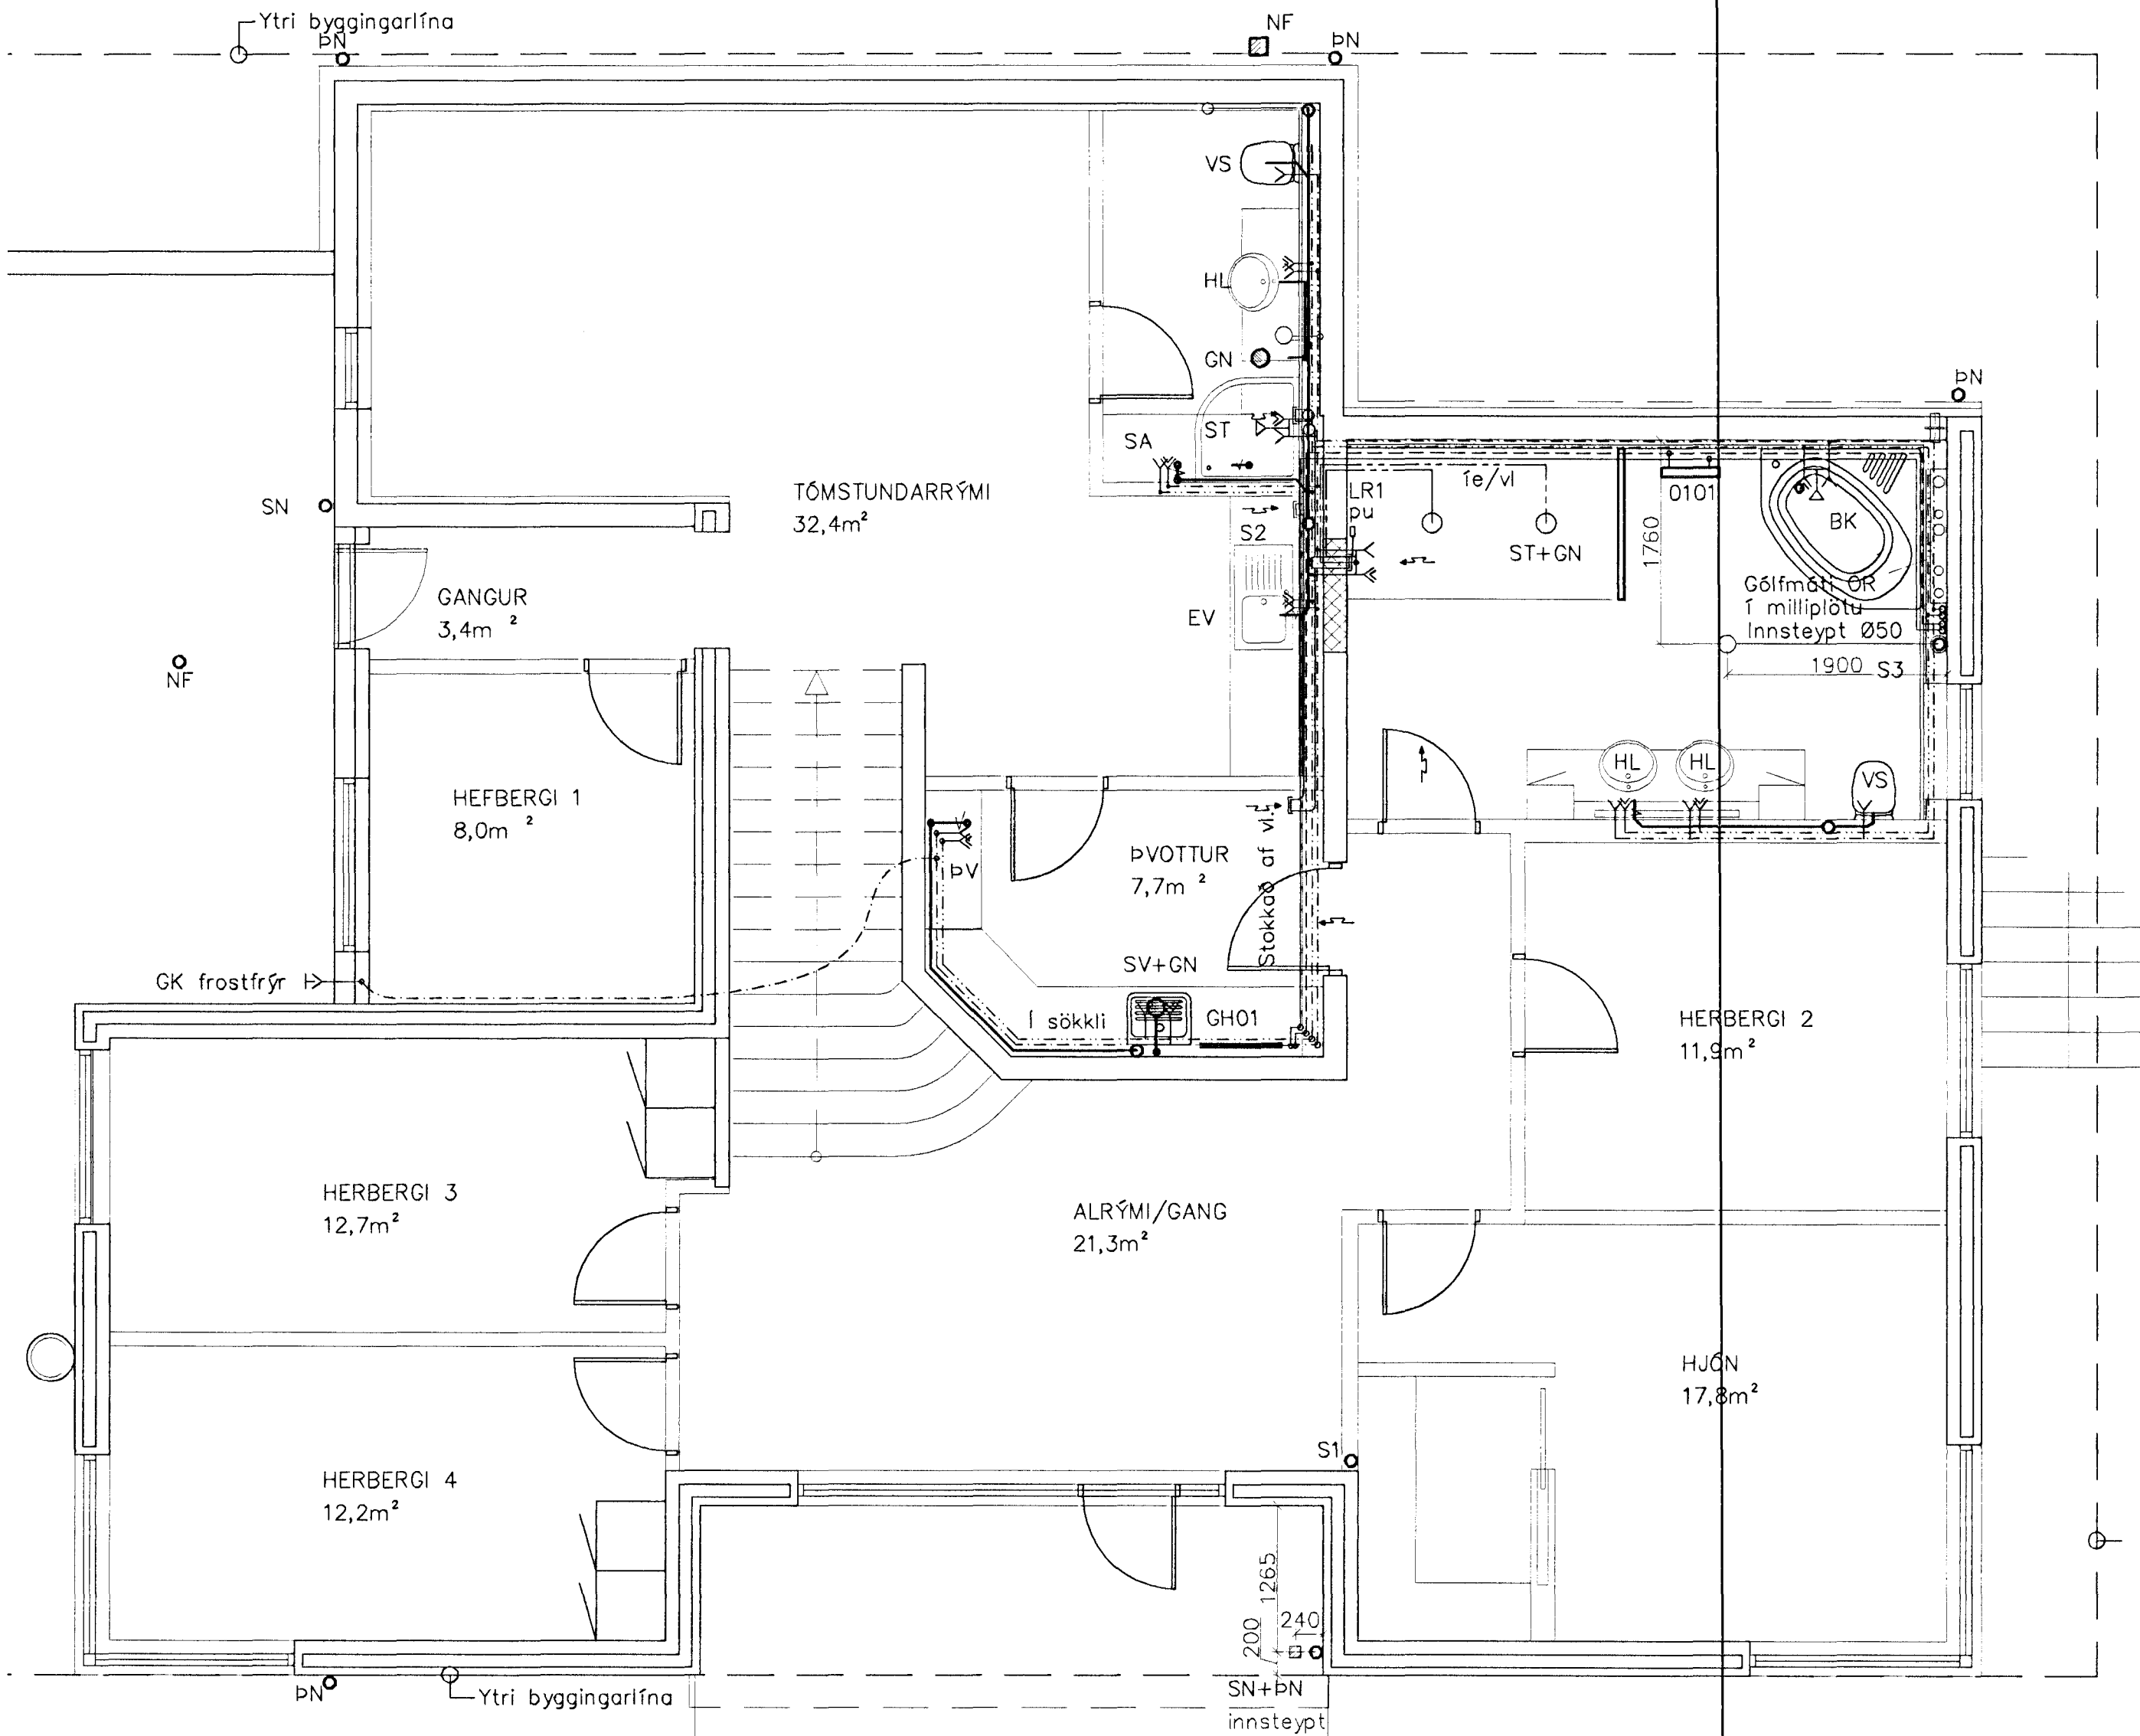 Ytri byggingarlína
ÞN
NF
ÞN
VS
HL
GN
ÞN
SA
ST
TÓMSTUNDARRÝMI
32,4m²
SN
S2
LR1
pu
íe/vl
ST+GN
0101
1760
BK
Gólfmáti OR
í milliplötu
Innsteypt Ø50
1900
S3
EV
GANGUR
3,4m²
NF
HEFBERGI 1
8,0m²
HL
HL
VS
ÞVOTTUR
7,7m²
ÞV
Stokkað af vl.
GK frostfrýr
SV+GN
Í sökkli
GH01
HERBERGI 2
11,9m²
HERBERGI 3
12,7m²
ALRÝMI/GANG
21,3m²
HJÓN
17,8m²
S1
HERBERGI 4
12,2m²
1265
240
200
ÞN
Ytri byggingarlína
SN+ÞN
innsteypt